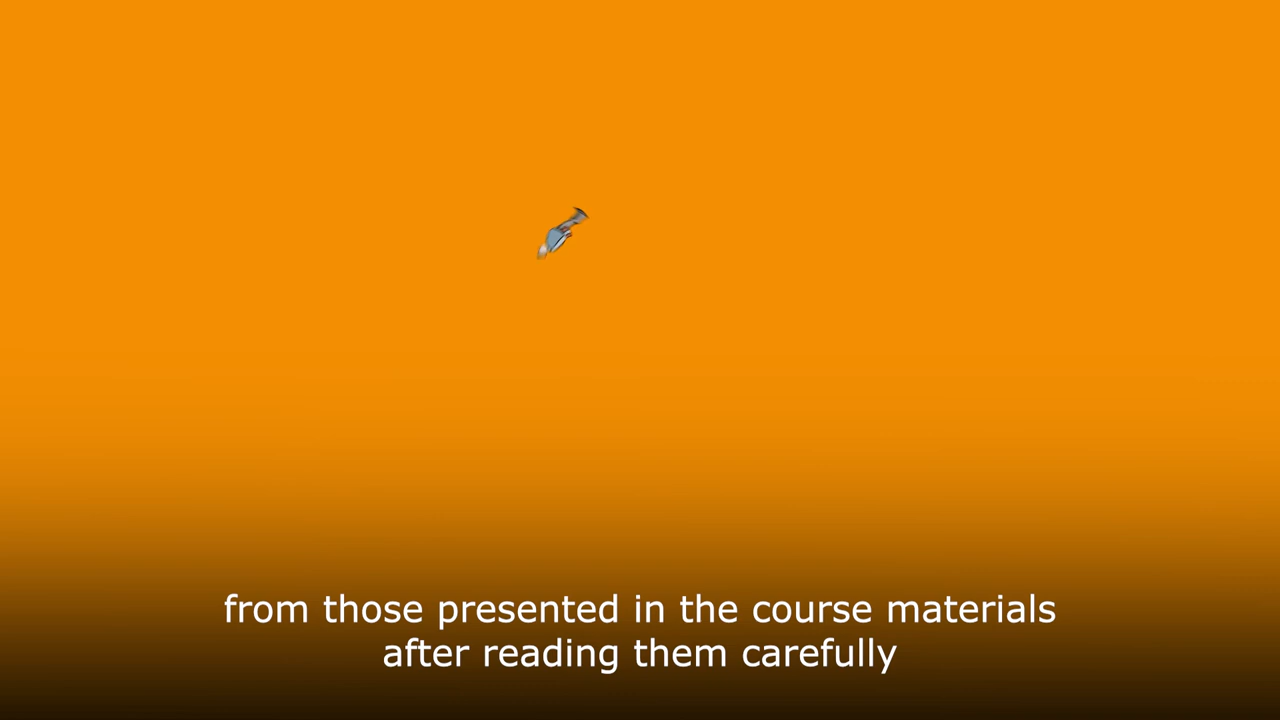 from those presented in the course materials
after reading them carefully